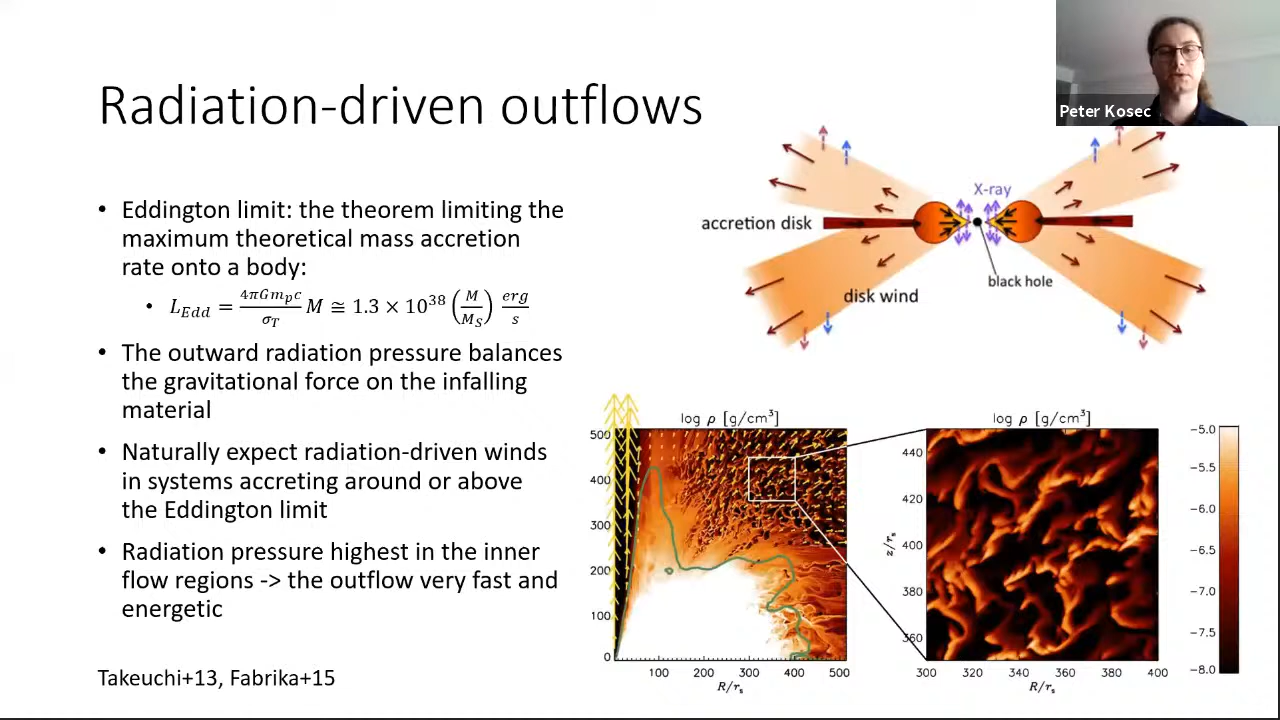 Radiation-driven outflows
Peter Kosec
• Eddington limit: the theorem limiting the
maximum theoretical mass accretion
rate onto a body:
• L_Edd = 4πGm_pc/σ_T M ≅ 1.3 × 10^38 (M/M_S) erg/s
• The outward radiation pressure balances
the gravitational force on the infalling
material
• Naturally expect radiation-driven winds
in systems accreting around or above
the Eddington limit
• Radiation pressure highest in the inner
flow regions -> the outflow very fast and
energetic
Takeuchi+13, Fabrika+15
X-ray
accretion disk
black hole
disk wind
log ρ [g/cm³]
500
400
300
200
100
0
100 200 300 400 500
R/r_s
log ρ [g/cm³]
z/r_s
440
420
400
380
360
300 320 340 360 380 400
R/r_s
−5.0
−5.5
−6.0
−6.5
−7.0
−7.5
−8.0